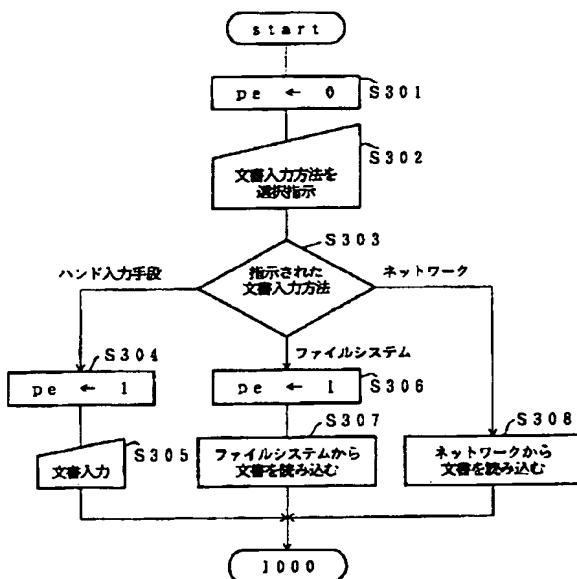 start
pe ← 0
S301
S302
文書入力方法を
選択指示
S303
ハンド入力手段
指示された
文書入力方法
ネットワーク
ファイルシステム
S304
pe ← 1
pe ← 1
S306
S307
S308
文書入力
S305
ファイルシステムから
文書を読み込む
ネットワークから
文書を読み込む
1000